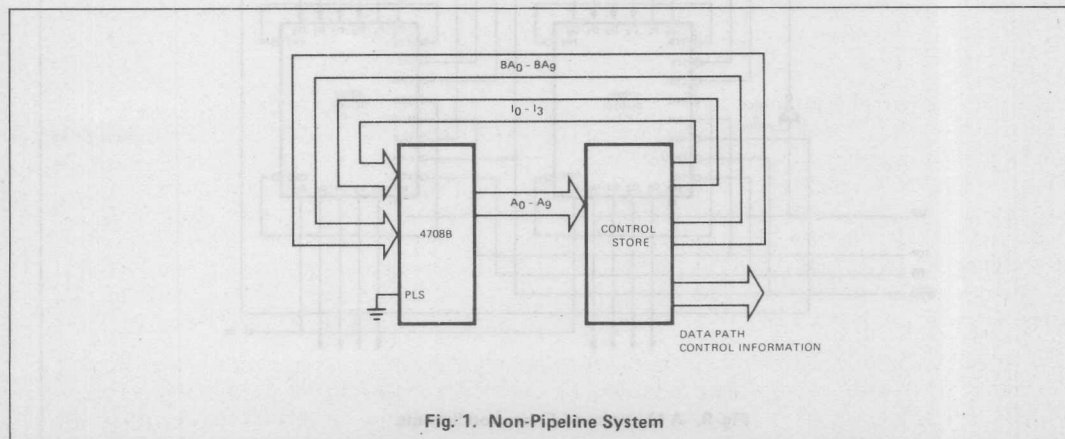 BA0 - BA9
I0 - I3
A0 - A9
4708B
CONTROL
STORE
PLS
DATA PATH
CONTROL INFORMATION
Fig. 1. Non-Pipeline System